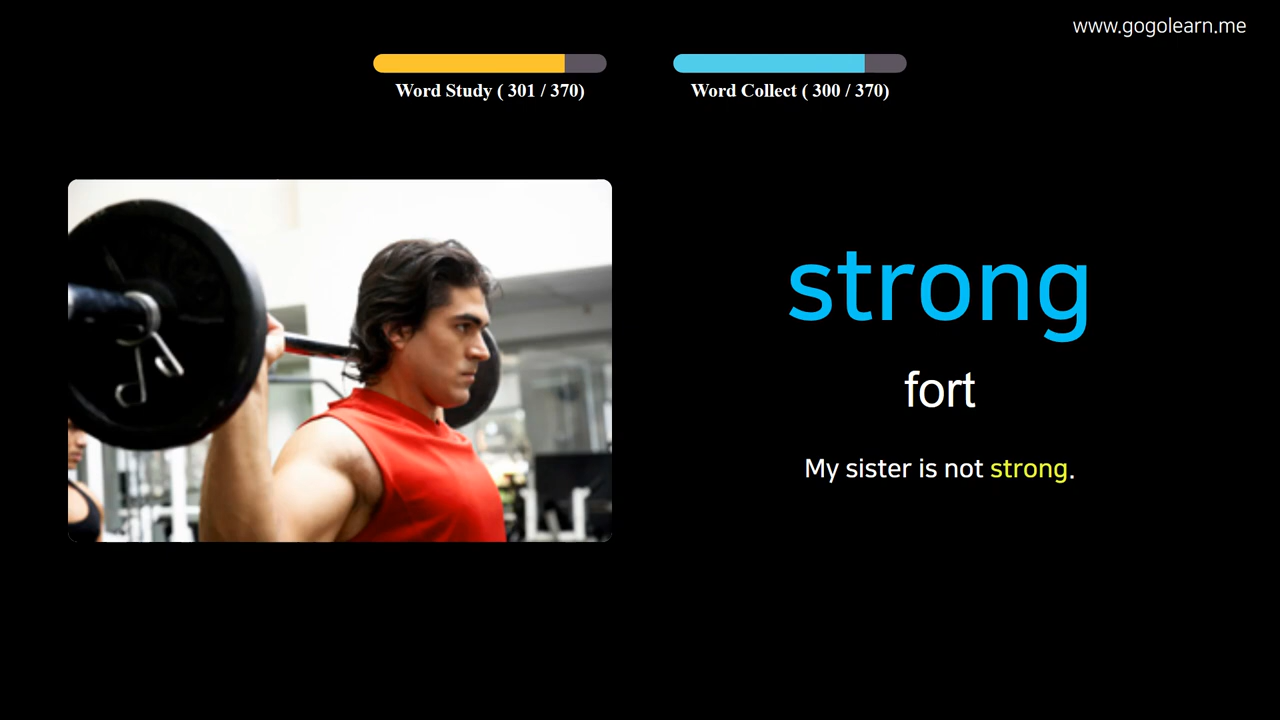 www.gogolearn.me
Word Study ( 301 / 370)
Word Collect ( 300 / 370)
strong
fort
My sister is not strong.